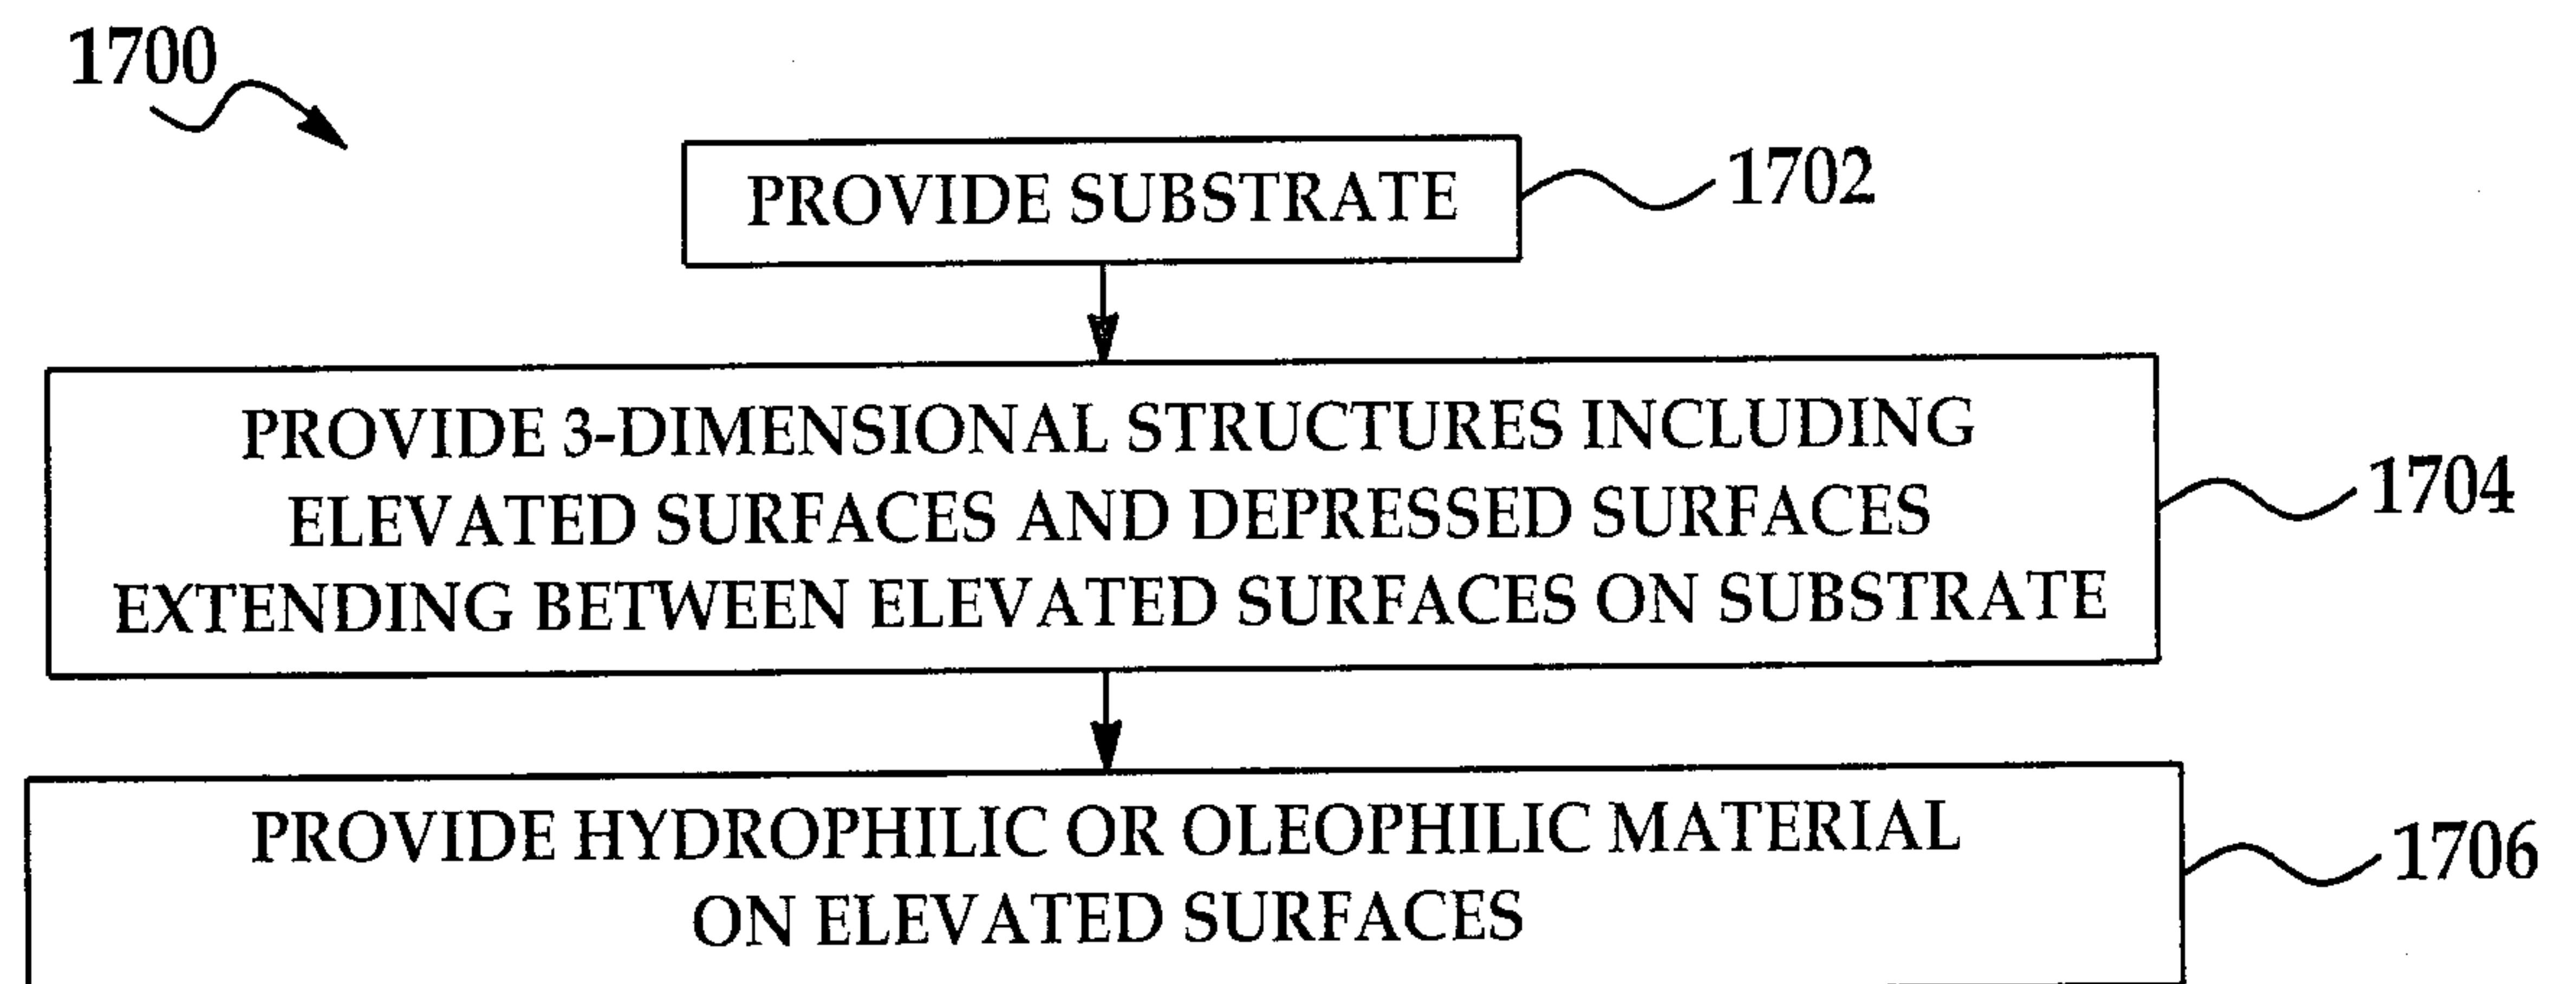 1700
PROVIDE SUBSTRATE
1702
PROVIDE 3-DIMENSIONAL STRUCTURES INCLUDING
ELEVATED SURFACES AND DEPRESSED SURFACES
EXTENDING BETWEEN ELEVATED SURFACES ON SUBSTRATE
1704
PROVIDE HYDROPHILIC OR OLEOPHILIC MATERIAL
ON ELEVATED SURFACES
1706